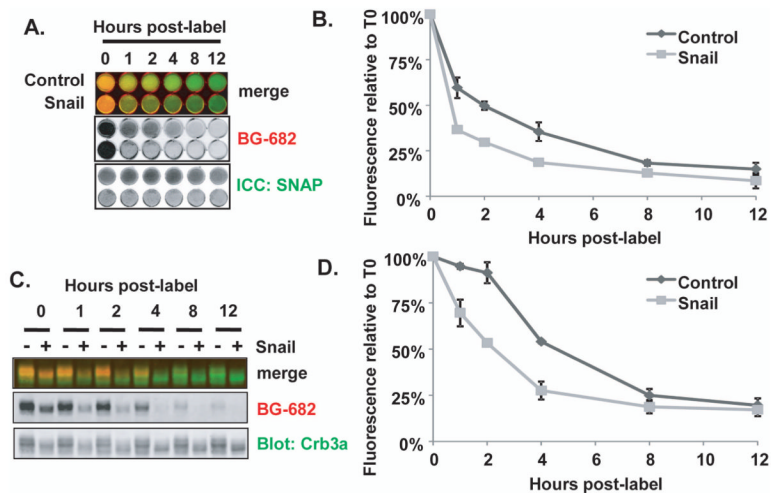 A.
Hours post-label
0 1 2 4 8 12
Control
Snail
merge
BG-682
ICC: SNAP
B.
Fluorescence relative to T0
100%
75%
50%
25%
0%
Control
Snail
0 2 4 6 8 10 12
Hours post-label
C.
Hours post-label
0 1 2 4 8 12
- + - + - + - + - + - + Snail
merge
BG-682
Blot: Crb3a
D.
Fluorescence relative to T0
100%
75%
50%
25%
0%
Control
Snail
0 2 4 6 8 10 12
Hours post-label